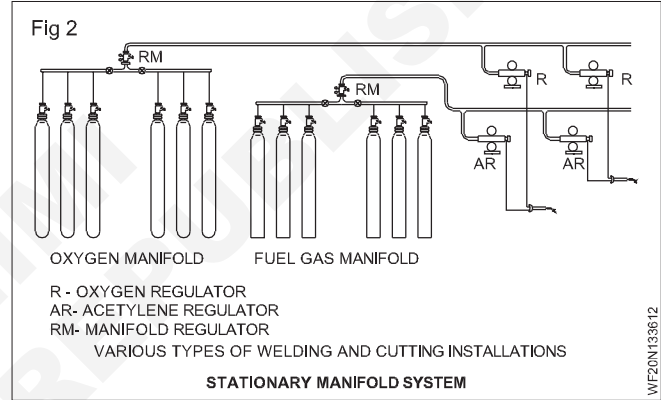 Fig 2
RM
R
R
RM
AR
AR
OXYGEN MANIFOLD FUEL GAS MANIFOLD
R - OXYGEN REGULATOR
AR- ACETYLENE REGULATOR
RM- MANIFOLD REGULATOR
VARIOUS TYPES OF WELDING AND CUTTING INSTALLATIONS
STATIONARY MANIFOLD SYSTEM
WF20N133612